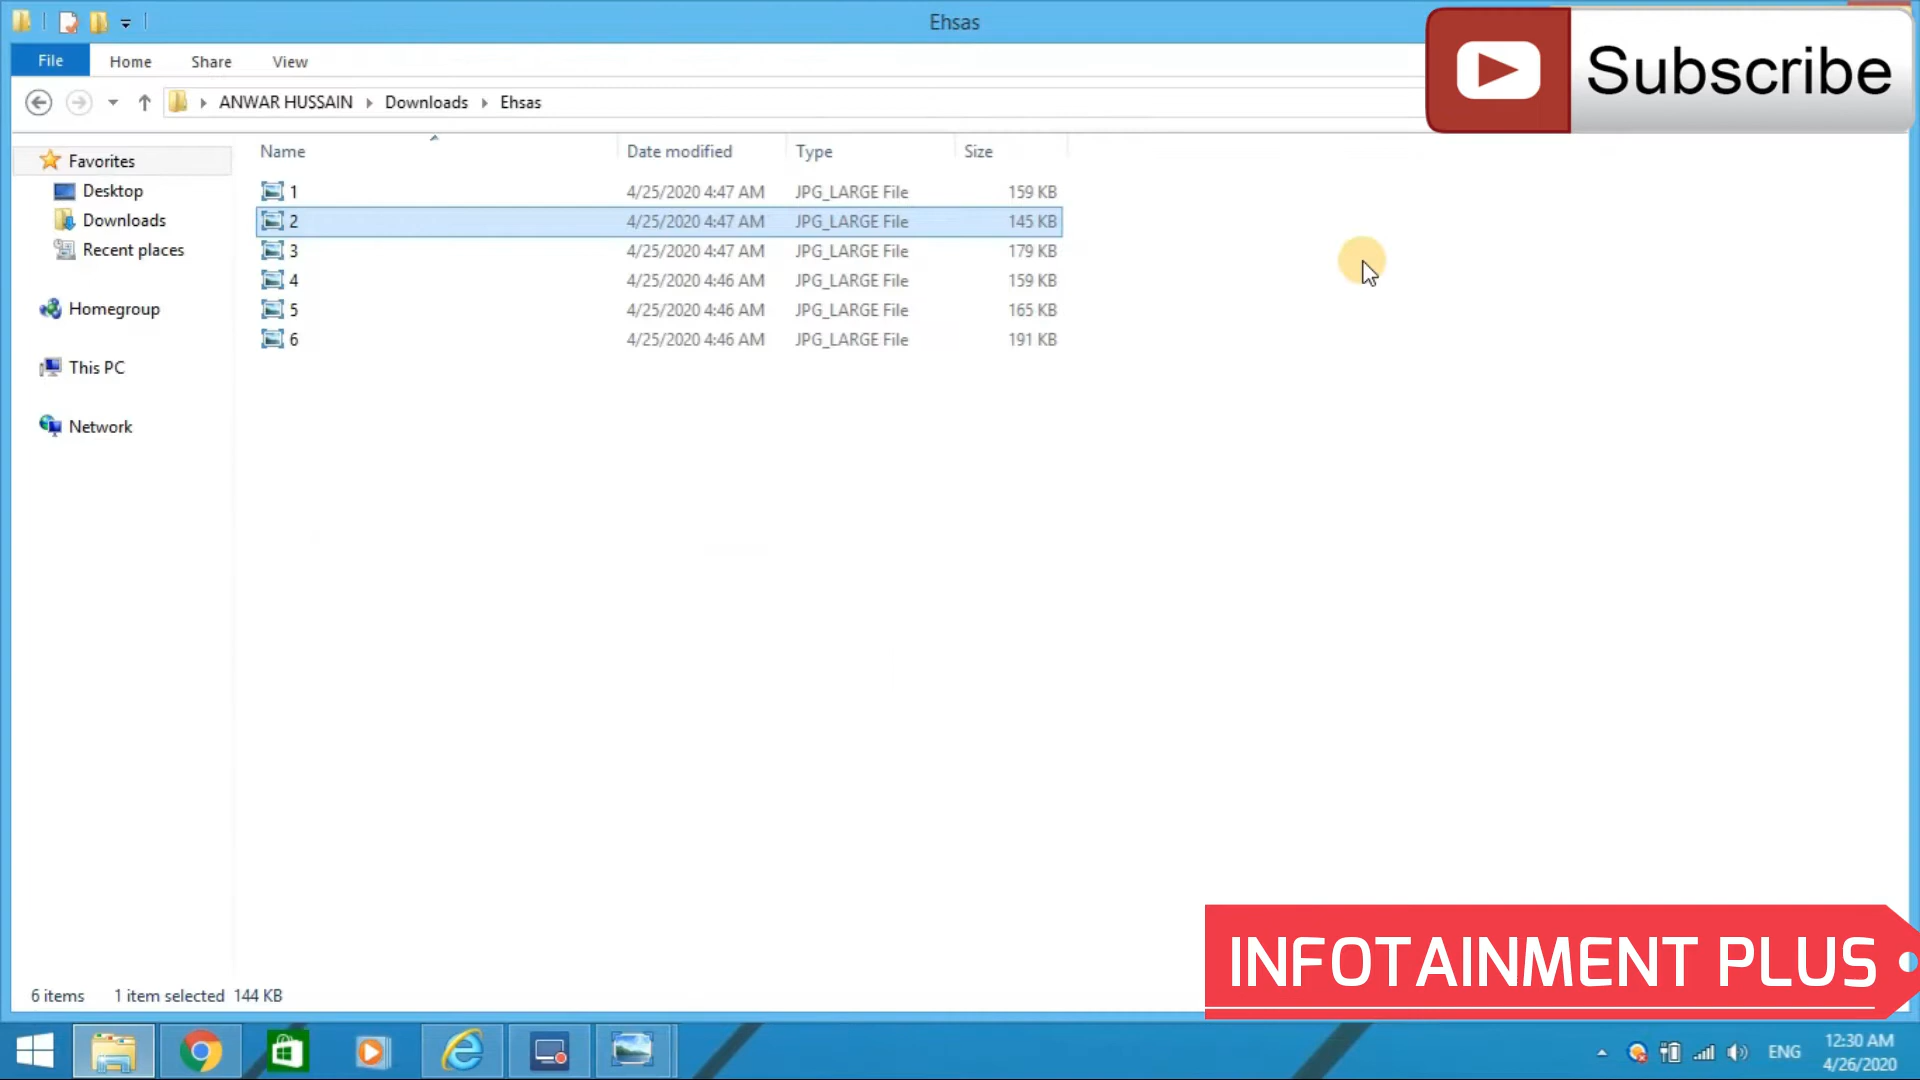 Ehsas
Subscribe
File Home Share View
ANWAR HUSSAIN Downloads Ehsas
Name Date modified Type Size
Favorites
Desktop
Downloads
Recent places
Homegroup
This PC
Network
1 4/25/2020 4:47 AM JPG_LARGE File 159 KB
2 4/25/2020 4:47 AM JPG_LARGE File 145 KB
3 4/25/2020 4:47 AM JPG_LARGE File 179 KB
4 4/25/2020 4:46 AM JPG_LARGE File 159 KB
5 4/25/2020 4:46 AM JPG_LARGE File 165 KB
6 4/25/2020 4:46 AM JPG_LARGE File 191 KB
INFOTAINMENT PLUS
6 items 1 item selected 144 KB
ENG
12:30 AM
4/26/2020